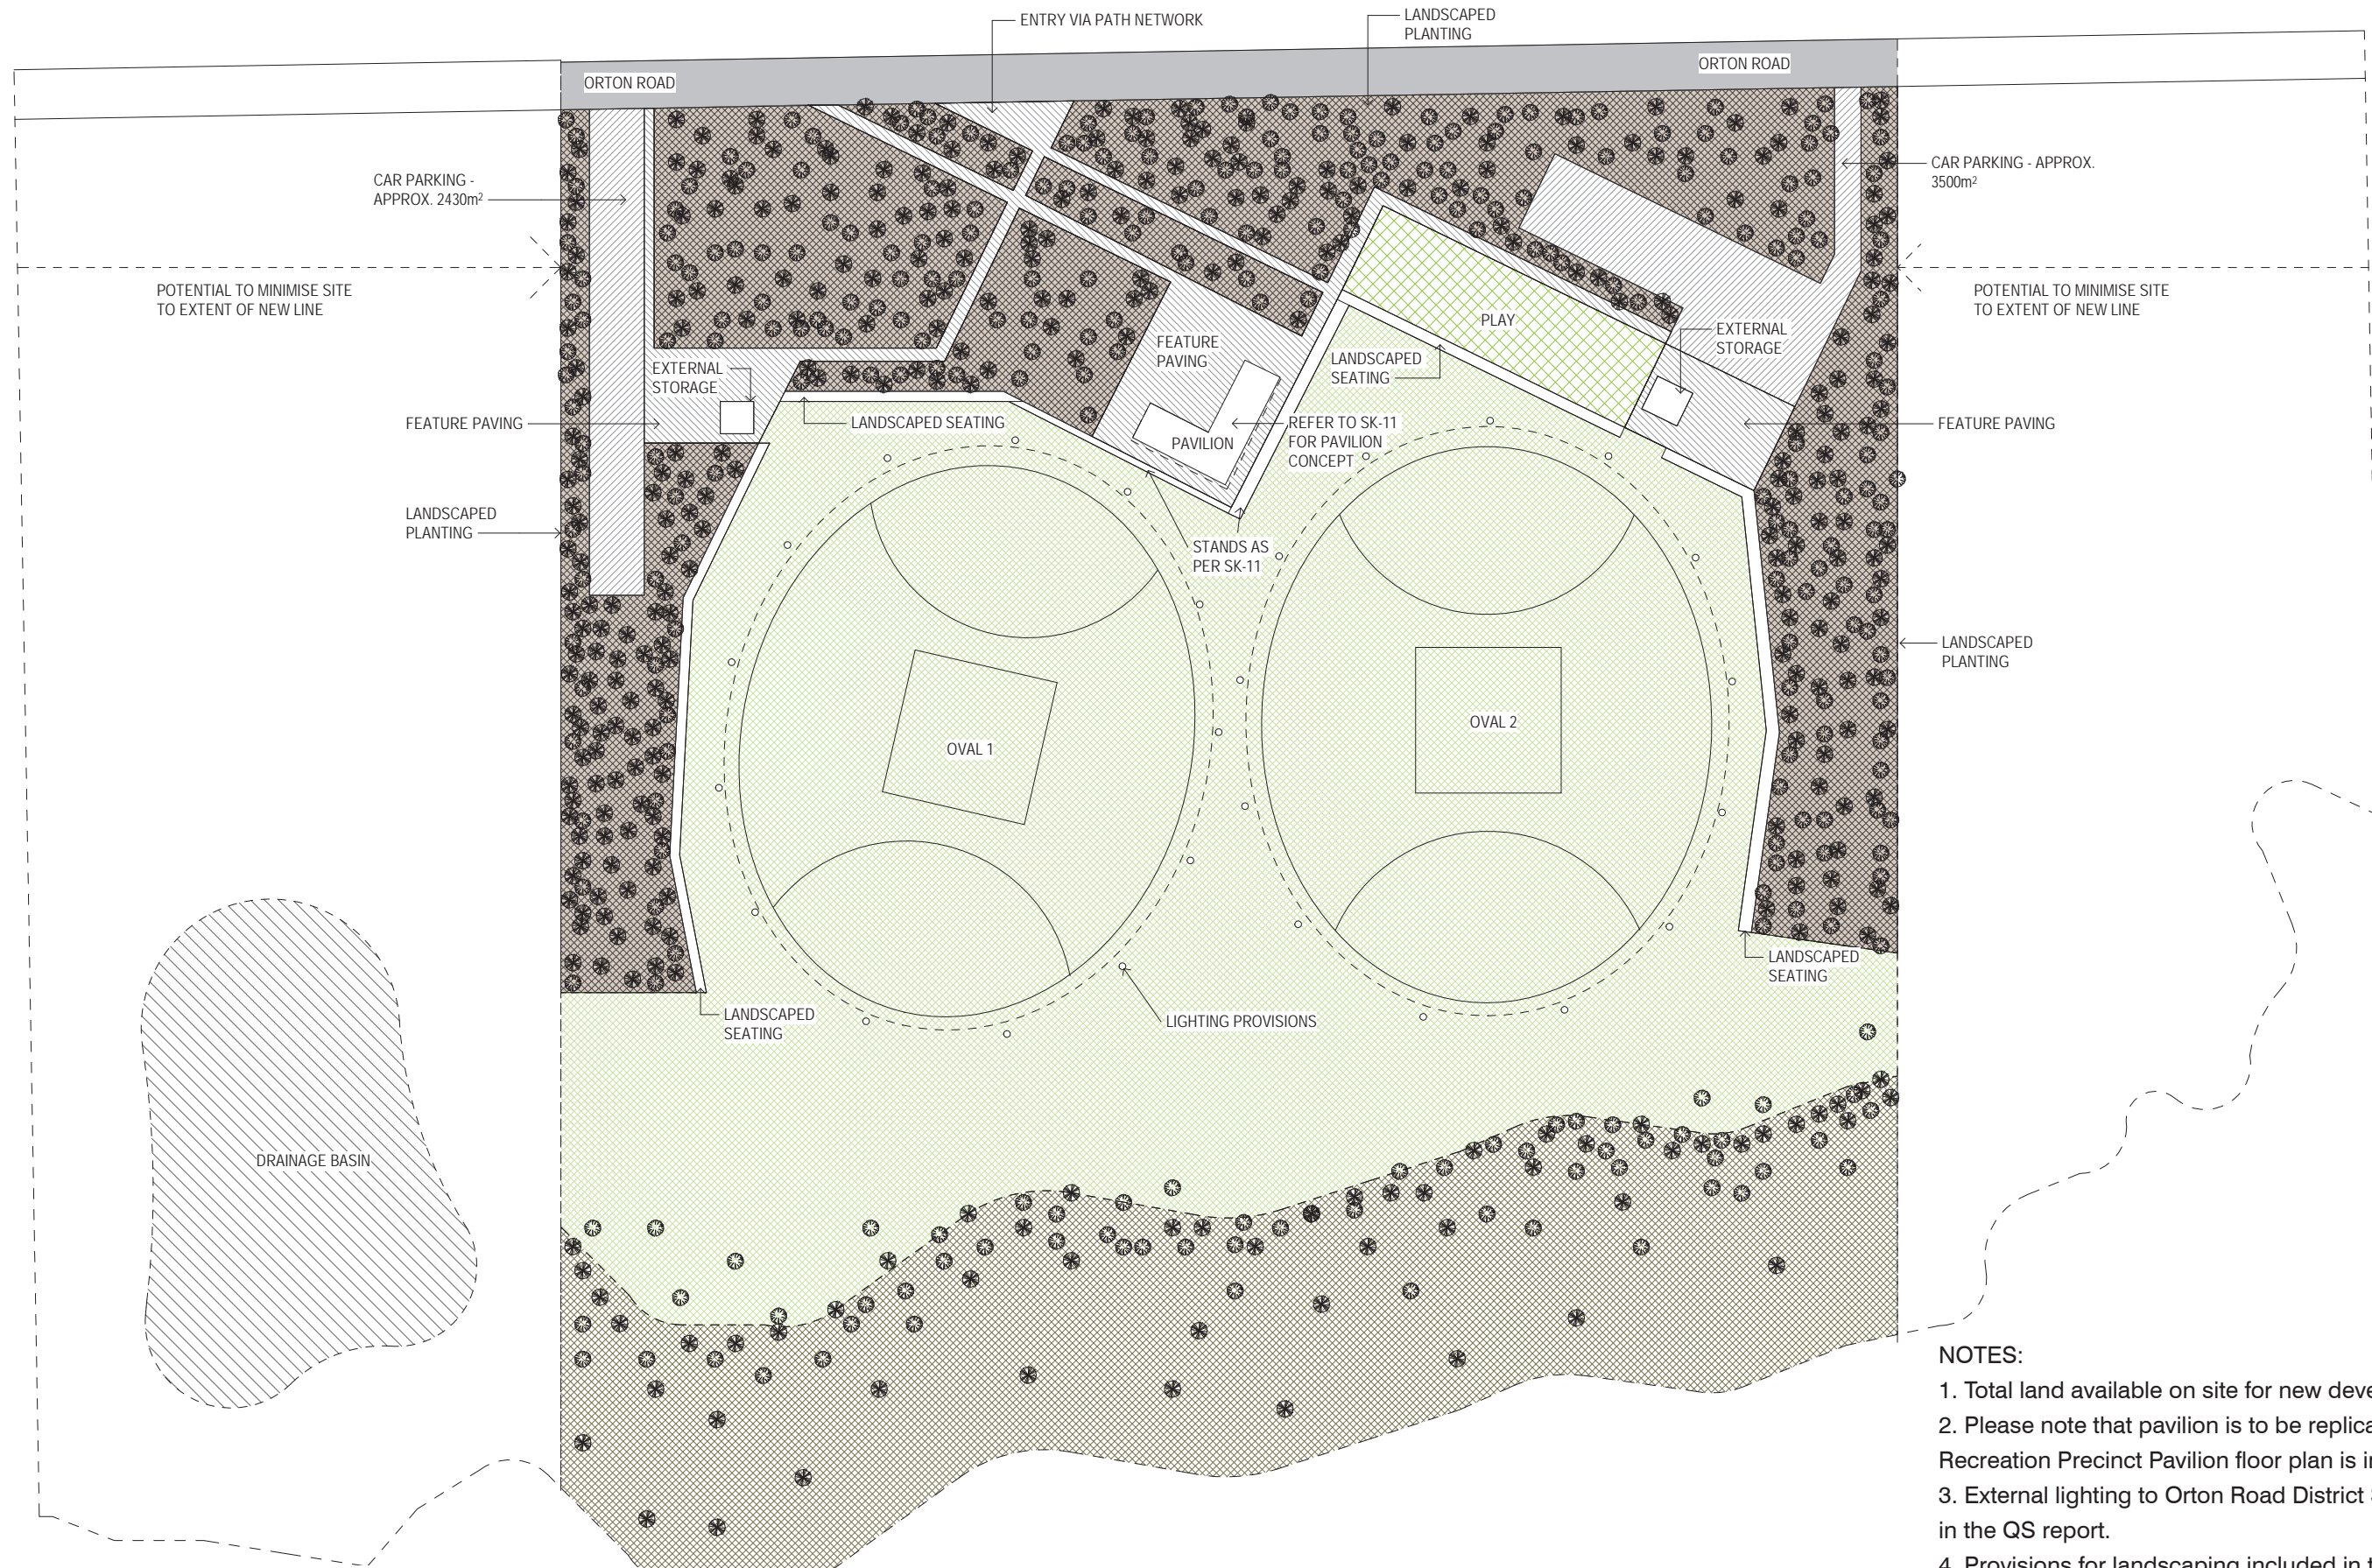 ENTRY VIA PATH NETWORK
LANDSCAPED
PLANTING
ORTON ROAD
ORTON ROAD
CAR PARKING -
APPROX. 2430m²
CAR PARKING - APPROX.
3500m²
POTENTIAL TO MINIMISE SITE
TO EXTENT OF NEW LINE
POTENTIAL TO MINIMISE SITE
TO EXTENT OF NEW LINE
PLAY
EXTERNAL
STORAGE
FEATURE
PAVING
LANDSCAPED
SEATING
EXTERNAL
STORAGE
FEATURE PAVING
LANDSCAPED SEATING
PAVILION
REFER TO SK-11
FOR PAVILION
CONCEPT
FEATURE PAVING
LANDSCAPED
PLANTING
STANDS AS
PER SK-11
LANDSCAPED
PLANTING
OVAL 1
OVAL 2
LANDSCAPED
SEATING
LANDSCAPED
SEATING
LIGHTING PROVISIONS
DRAINAGE BASIN
NOTES:
1. Total land available on site for new
2. Please note that pavilion is to be
Recreation Precinct Pavilion floor plan is
3. External lighting to Orton Road District
in the QS report.
4. Provisions for landscaping included in